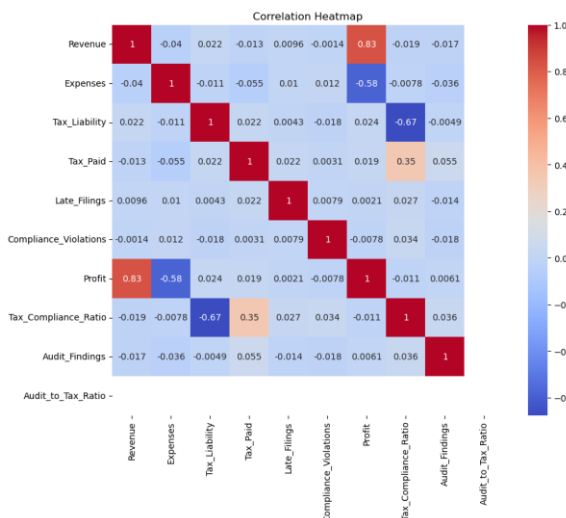 Correlation Heatmap
Revenue 1 -0.04 0.022 -0.013 0.0096 -0.0014 0.83 -0.019 -0.017
Expenses -0.04 1 -0.011 -0.055 0.01 0.012 -0.58 -0.0078 -0.036
Tax_Liability 0.022 -0.011 1 0.022 0.0043 -0.018 0.024 -0.67 -0.0049
Tax_Paid -0.013 -0.055 0.022 1 0.022 0.0031 0.019 0.35 0.055
Late_Filings 0.0096 0.01 0.0043 0.022 1 0.0079 0.0021 0.027 -0.014
Compliance_Violations -0.0014 0.012 -0.018 0.0031 0.0079 1 -0.0078 0.034 -0.018
Profit 0.83 -0.58 0.024 0.019 0.0021 -0.0078 1 -0.011 0.0061
Tax_Compliance_Ratio -0.019 -0.0078 -0.67 0.35 0.027 0.034 -0.011 1 0.036
Audit_Findings -0.017 -0.036 -0.0049 0.055 -0.014 -0.018 0.0061 0.036 1
Audit_to_Tax_Ratio
Revenue
Expenses
Tax_Liability
Tax_Paid
Late_Filings
Compliance_Violations
Profit
Tax_Compliance_Ratio
Audit_Findings
Audit_to_Tax_Ratio
1.0
0.8
0.6
0.4
0.2
0.0